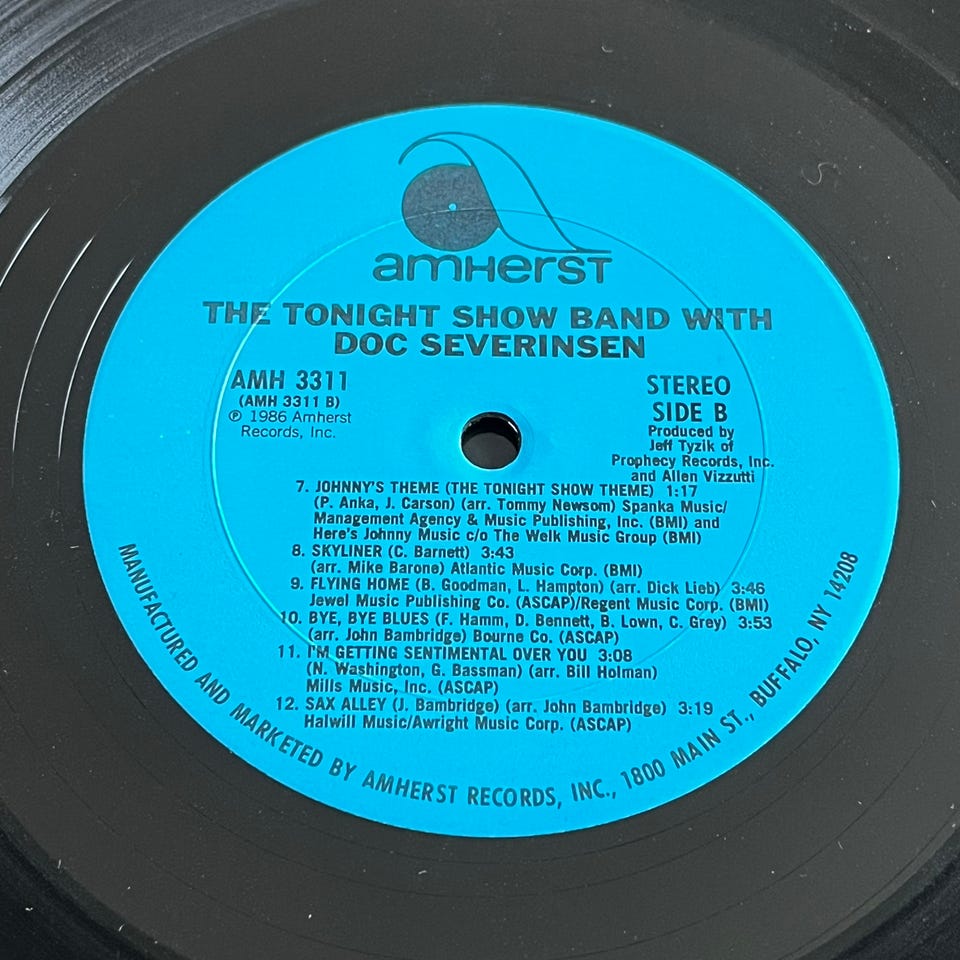 amHerST
THE TONIGHT SHOW BAND WITH
DOC SEVERINSEN
AMH 3311
(AMH 3311 B)
℗ 1986 Amherst
Records, Inc.
STEREO
SIDE B
Produced by
Jeff Tyzik of
Prophecy Records, Inc.
and Allen Vizzutti
7. JOHNNY'S THEME (THE TONIGHT SHOW THEME) 1:17
(P. Anka, J. Carson) (arr. Tommy Newsom) Spanka Music/
Management Agency & Music Publishing, Inc. (BMI) and
Here's Johnny Music c/o The Welk Music Group (BMI)
8. SKYLINER (C. Barnett) 3:43
(arr. Mike Barone) Atlantic Music Corp. (BMI)
9. FLYING HOME (B. Goodman, L. Hampton) (arr. Dick Lieb) 3:46
Jewel Music Publishing Co. (ASCAP)/Regent Music Corp. (BMI)
10. BYE, BYE BLUES (F. Hamm, D. Bennett, B. Lown, C. Grey) 3:53
(arr. John Bambridge) Bourne Co. (ASCAP)
11. I'M GETTING SENTIMENTAL OVER YOU 3:08
(N. Washington, G. Bassman) (arr. Bill Holman)
Mills Music, Inc. (ASCAP)
12. SAX ALLEY (J. Bambridge) (arr. John Bambridge) 3:19
Halwill Music/Awright Music Corp. (ASCAP)
MANUFACTURED AND MARKETED BY AMHERST RECORDS, INC., 1800 MAIN ST., BUFFALO, NY 14208